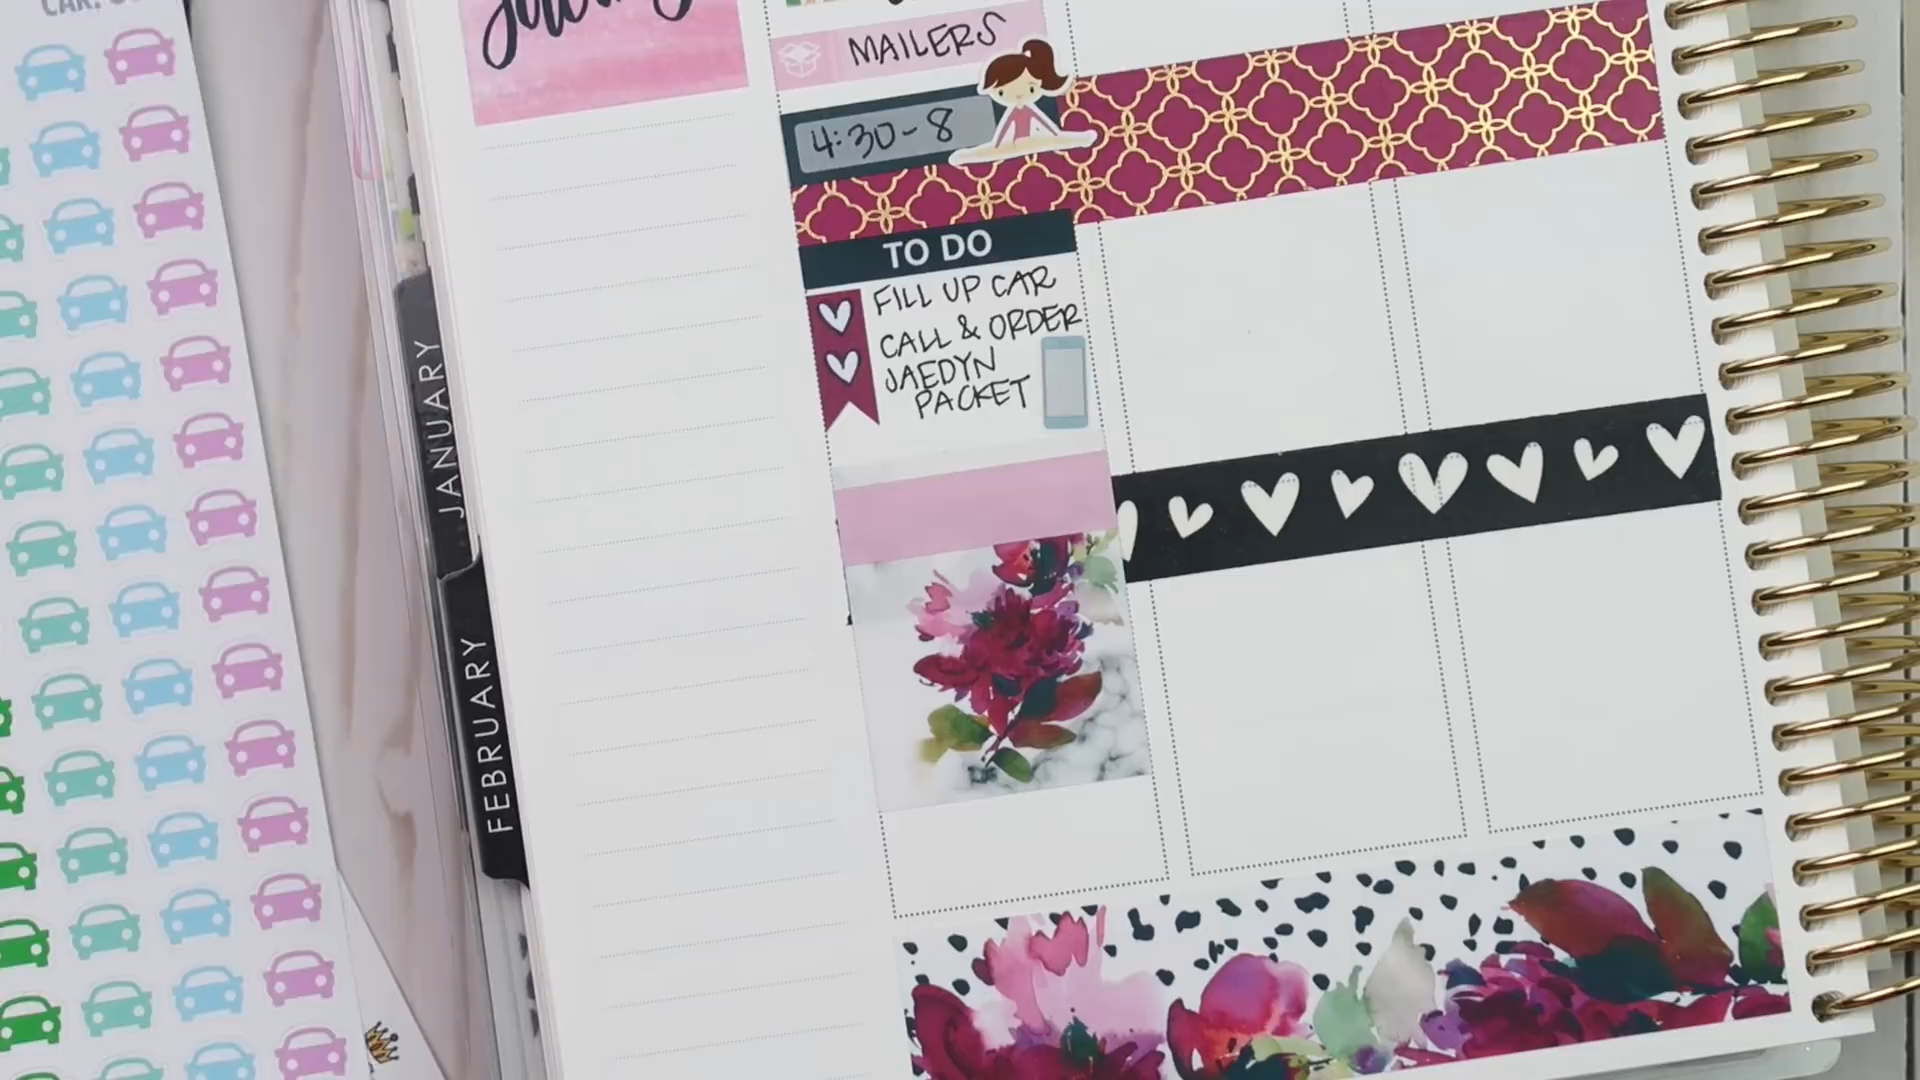 MAILERS
4:30-8
TO DO
FILL UP CAR
CALL & ORDER
JAEDYN
PACKET
JANUARY
FEBRUARY